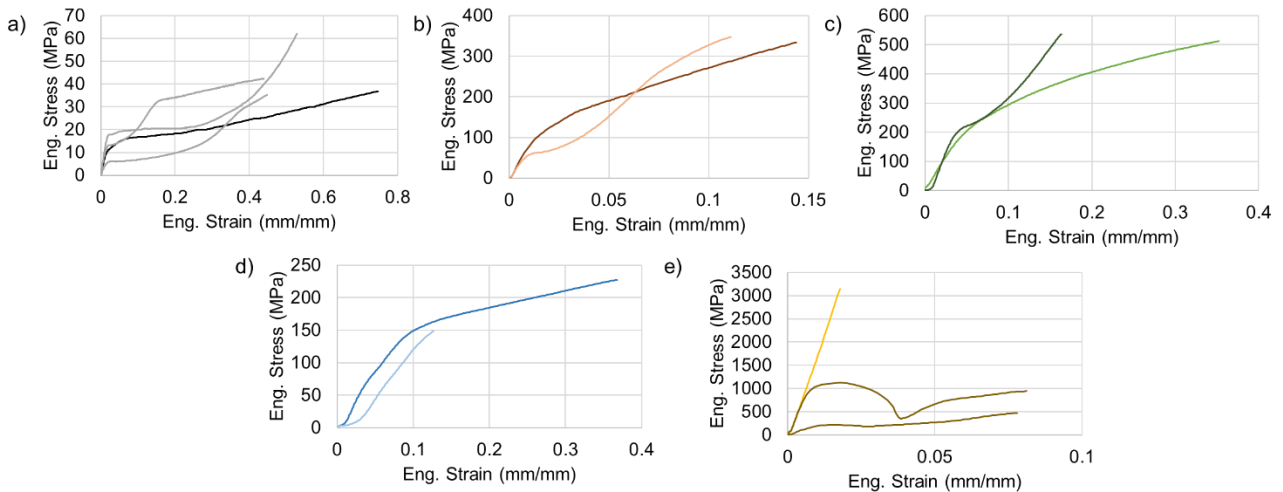 a)
Eng. Stress (MPa)
70
60
50
40
30
20
10
0
0 0.2 0.4 0.6 0.8
Eng. Strain (mm/mm)
b)
Eng. Stress (MPa)
400
300
200
100
0
0 0.05 0.1 0.15
Eng. Strain (mm/mm)
c)
Eng. Stress (MPa)
600
500
400
300
200
100
0
0 0.1 0.2 0.3 0.4
Eng. Strain (mm/mm)
d)
Eng. Stress (MPa)
250
200
150
100
50
0
0 0.1 0.2 0.3 0.4
Eng. Strain (mm/mm)
e)
Eng. Stress (MPa)
3500
3000
2500
2000
1500
1000
500
0
0 0.05 0.1
Eng. Strain (mm/mm)